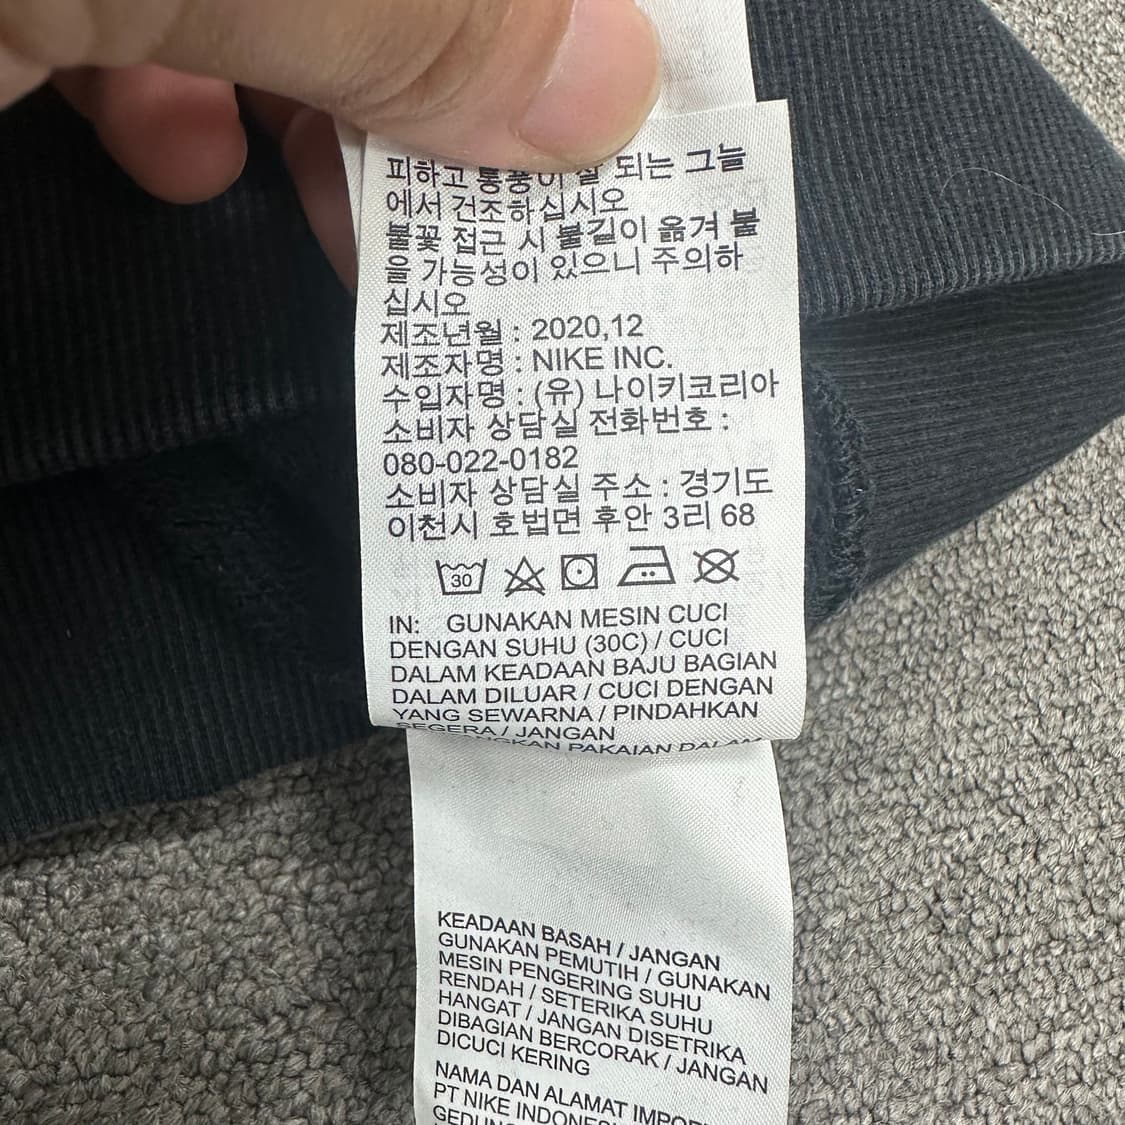 피하고 통풍이 잘 되는 그늘
에서 건조하십시오
불꽃 접근 시 불길이 옮겨 붙
을 가능성이 있으니 주의하
십시오
제조년월 : 2020,12
제조자명 : NIKE INC.
수입자명 : (유) 나이키코리아
소비자 상담실 전화번호 :
080-022-0182
소비자 상담실 주소 : 경기도
이천시 호법면 후안 3리 68
30
IN: GUNAKAN MESIN CUCI
DENGAN SUHU (30C) / CUCI
DALAM KEADAAN BAJU BAGIAN
DALAM DILUAR / CUCI DENGAN
YANG SEWARNA / PINDAHKAN
SEGERA / JANGAN
PAKAIAN DALAM
KEADAAN BASAH / JANGAN
GUNAKAN PEMUTIH / GUNAKAN
MESIN PENGERING SUHU
RENDAH / SETERIKA SUHU
HANGAT / JANGAN DISETRIKA
DIBAGIAN BERCORAK / JANGAN
DICUCI KERING
NAMA DAN ALAMAT
PT NIKE